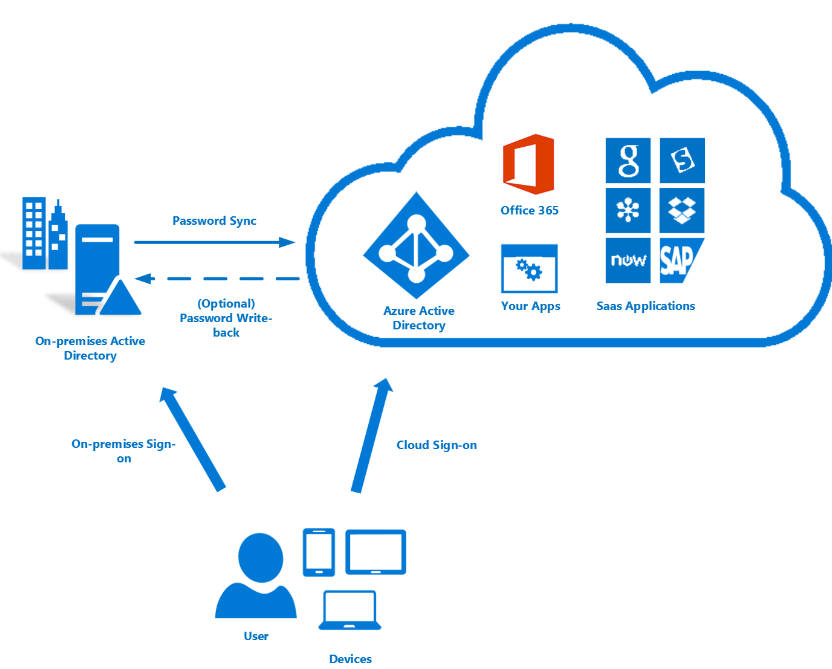 Office 365
Password Sync
(Optional)
Password Write-
back
Azure Active
Directory
Your Apps
Saas Applications
g
S
now
SAP
On-premises Active
Directory
On-premises Sign-
on
Cloud Sign-on
User
Devices